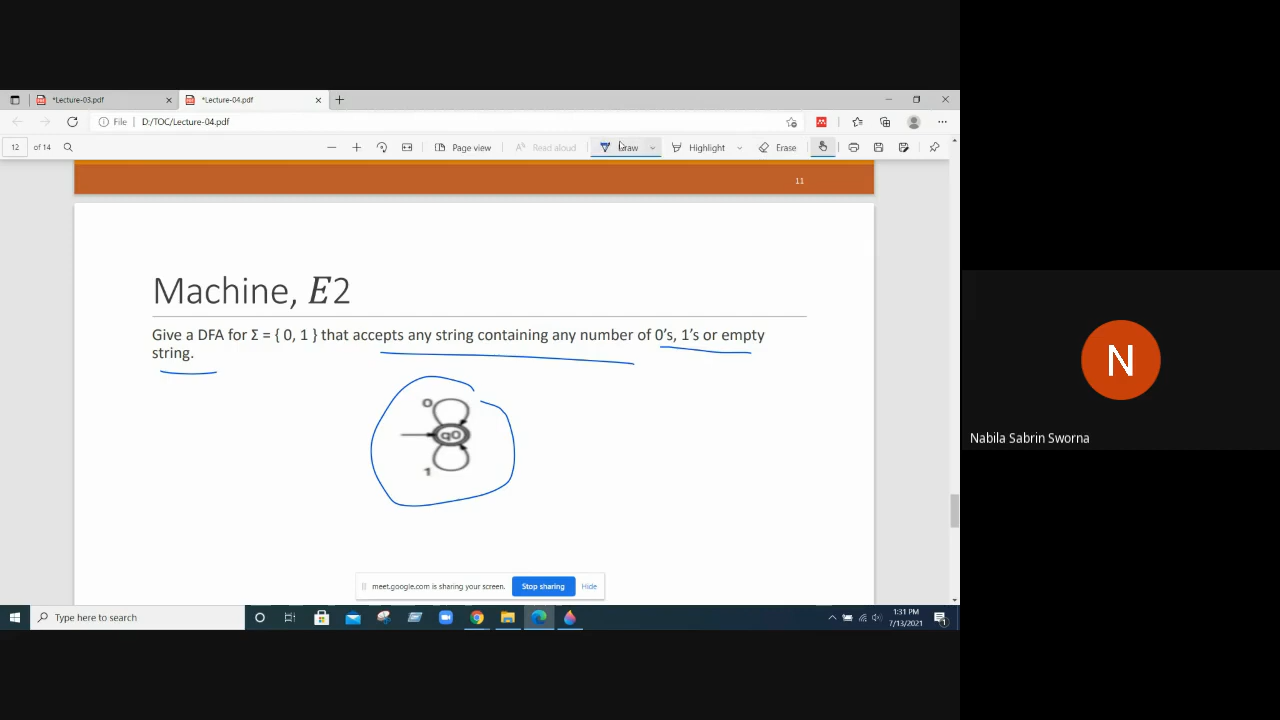 *Lecture-03.pdf
*Lecture-04.pdf
File D:/TOC/Lecture-04.pdf
12 of 14 Page view Read aloud Draw Highlight Erase
11
Machine, E2
Give a DFA for Σ = { 0, 1 } that accepts any string containing any number of 0's, 1's or empty
string.
0
q0
1
meet.google.com is sharing your screen. Stop sharing Hide
Type here to search
1:31 PM
7/13/2021
N
Nabila Sabrin Sworna